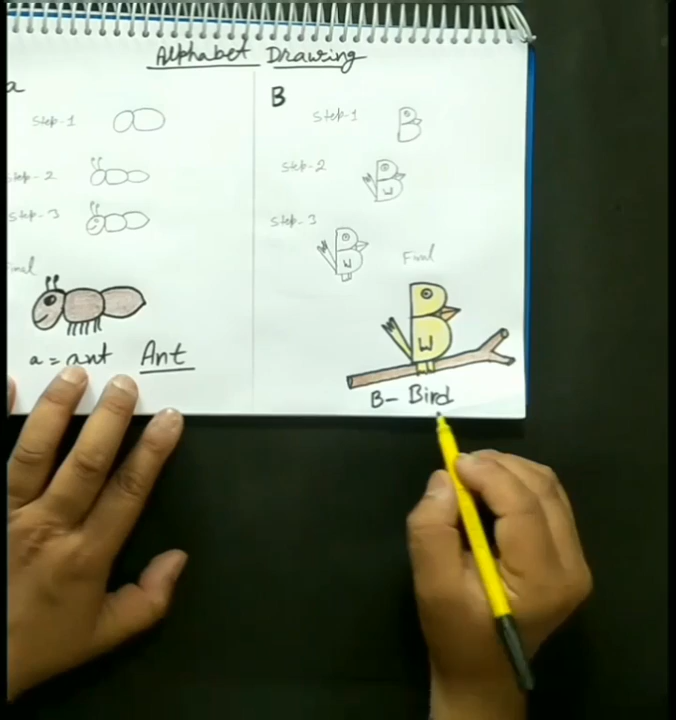 Alphabet Drawing
a
Step-1
Step-2
Step-3
Final
a = ant Ant
B
Step-1
Step-2
Step-3
Final
B- Bird